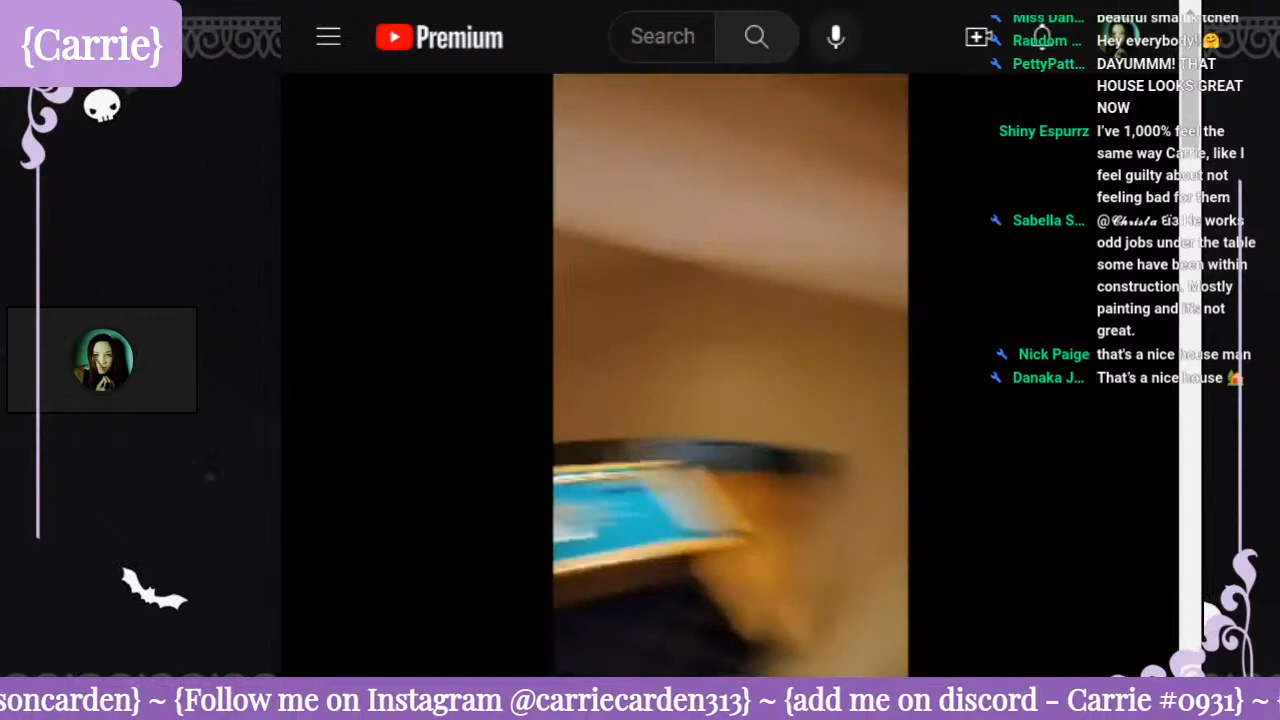 {Carrie}
Premium
Search
Miss Dan...
Random ... Hey everybody! 🤗
PettyPatt... DAYUMMM! THAT
HOUSE LOOKS GREAT
NOW
Shiny Espurrz I've 1,000% feel the
same way Carrie, like I
feel guilty about not
feeling bad for them
Sabella S... @𝓒𝓱𝓻𝓲𝓼𝓽𝓪 He works
odd jobs under the table
some have been within
construction. Mostly
painting and it's not
great.
Nick Paige that's a nice house man
Danaka J... That's a nice house 🏡
soncarden} ~ {Follow me on Instagram @carriecarden313} ~ {add me on discord - Carrie #0931} ~